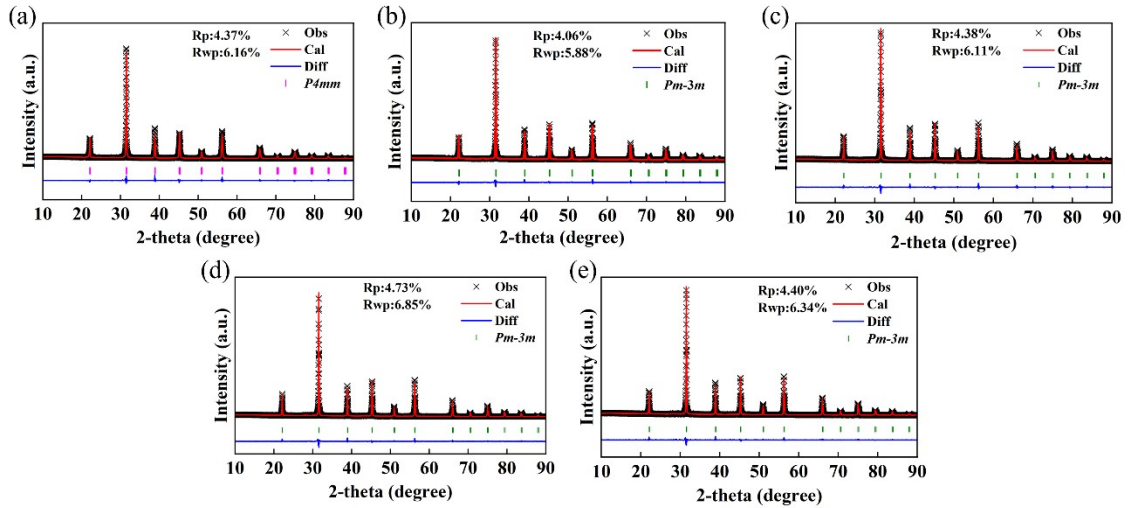 (a)
Rp:4.37%
Rwp:6.16%
Obs
Cal
Diff
P4mm
Intensity (a.u.)
10 20 30 40 50 60 70 80 90
2-theta (degree)
(b)
Rp:4.06%
Rwp:5.88%
Obs
Cal
Diff
Pm-3m
Intensity (a.u.)
10 20 30 40 50 60 70 80 90
2-theta (degree)
(c)
Rp:4.38%
Rwp:6.11%
Obs
Cal
Diff
Pm-3m
Intensity (a.u.)
10 20 30 40 50 60 70 80 90
2-theta (degree)
(d)
Rp:4.73%
Rwp:6.85%
Obs
Cal
Diff
Pm-3m
Intensity (a.u.)
10 20 30 40 50 60 70 80 90
2-theta (degree)
(e)
Rp:4.40%
Rwp:6.34%
Obs
Cal
Diff
Pm-3m
Intensity (a.u.)
10 20 30 40 50 60 70 80 90
2-theta (degree)